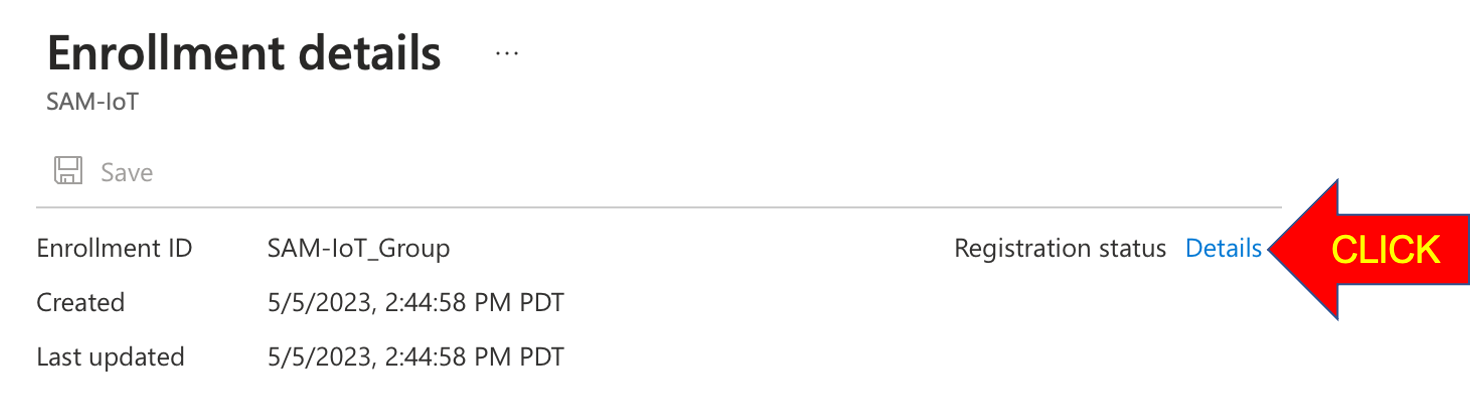 Enrollment details ...
SAM-IoT
Save
Enrollment ID SAM-IoT_Group Registration status Details CLICK
Created 5/5/2023, 2:44:58 PM PDT
Last updated 5/5/2023, 2:44:58 PM PDT